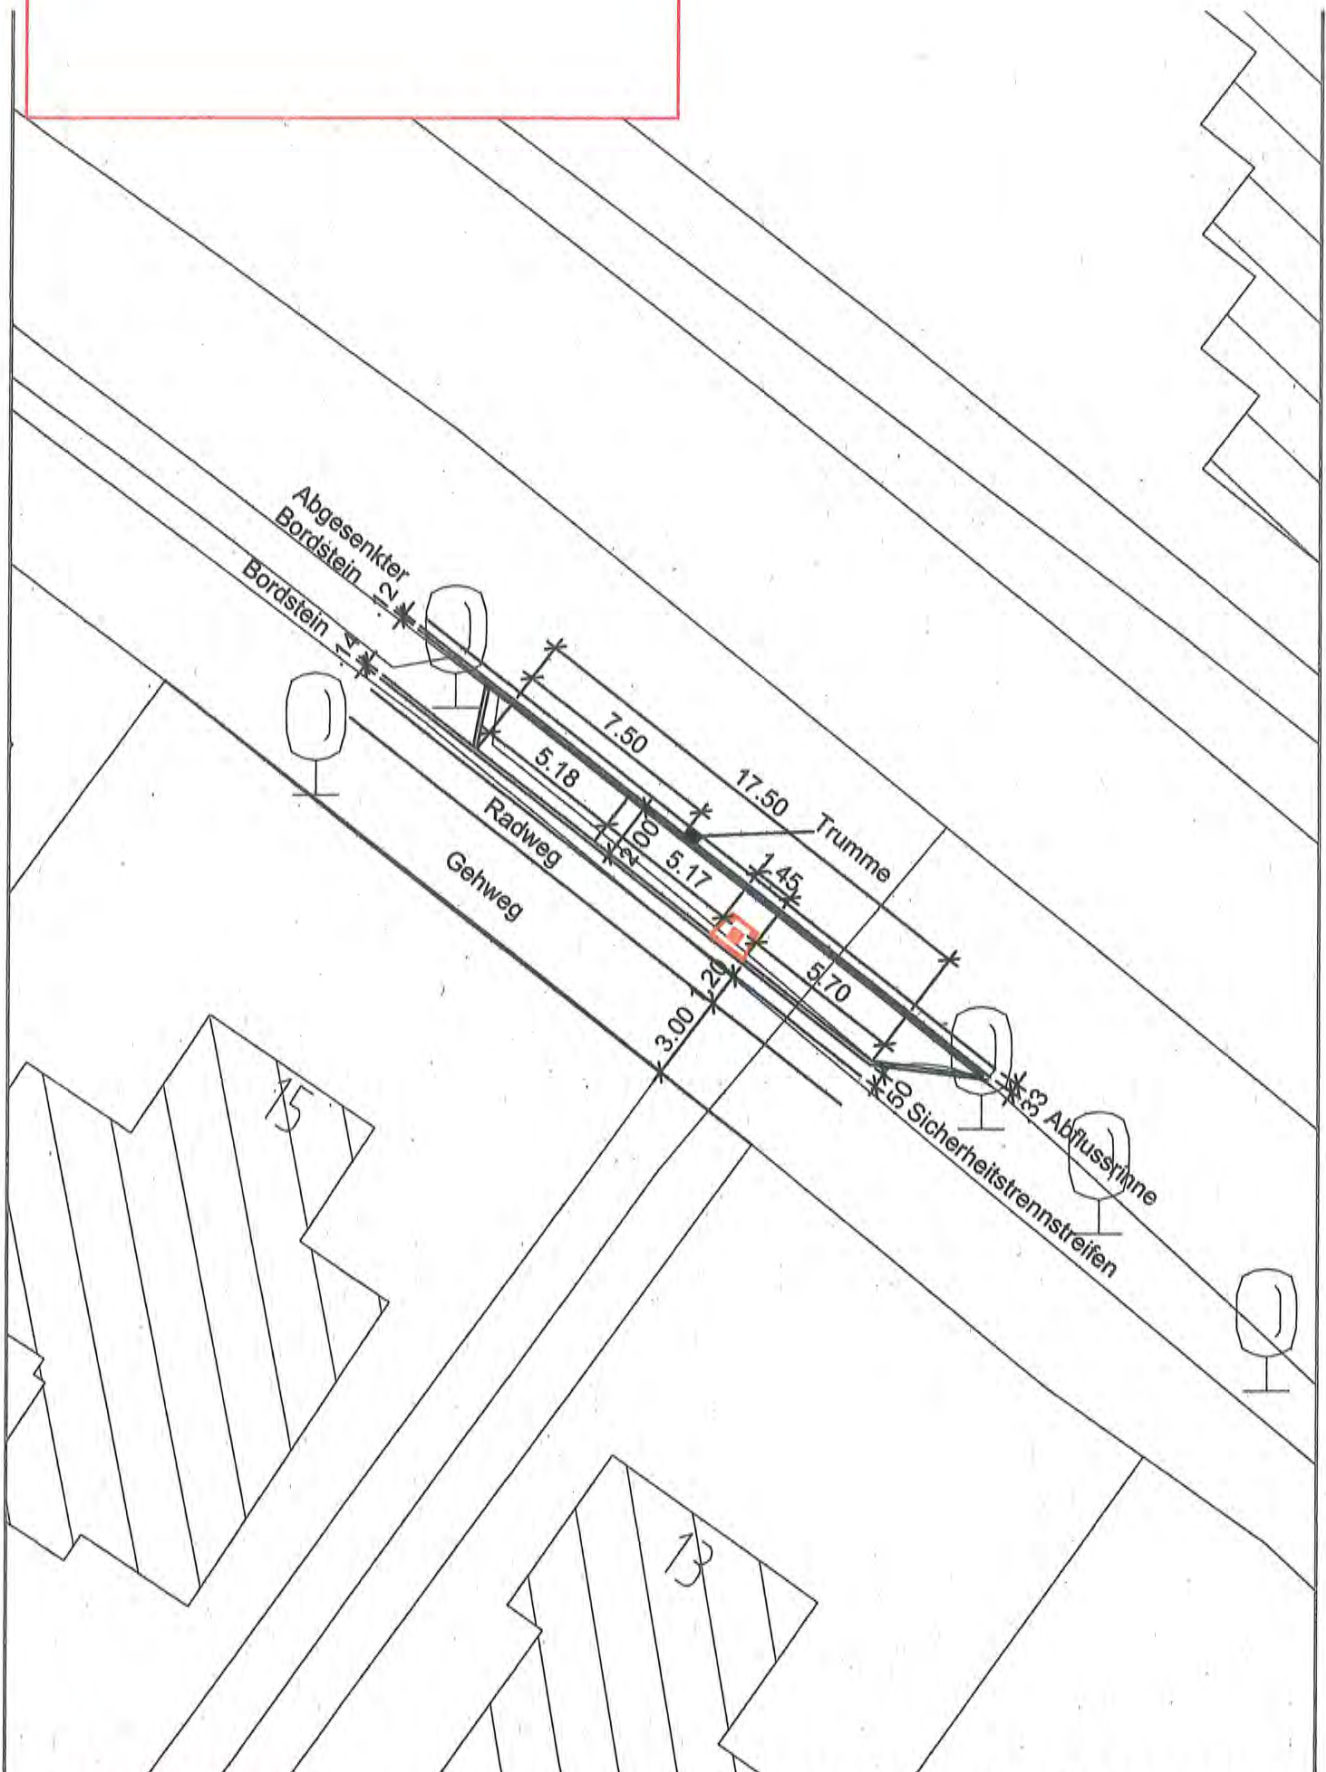 Abgesenkter
Bordstein
.12
Bordstein
.14
7.50
17.50
5.18
Trumme
2.00
Radweg
5.17
1.45
Gehweg
5.70
1.20
3.00
.50
Sicherheitstrennstreifen
.33
Abflussrinne
15
13